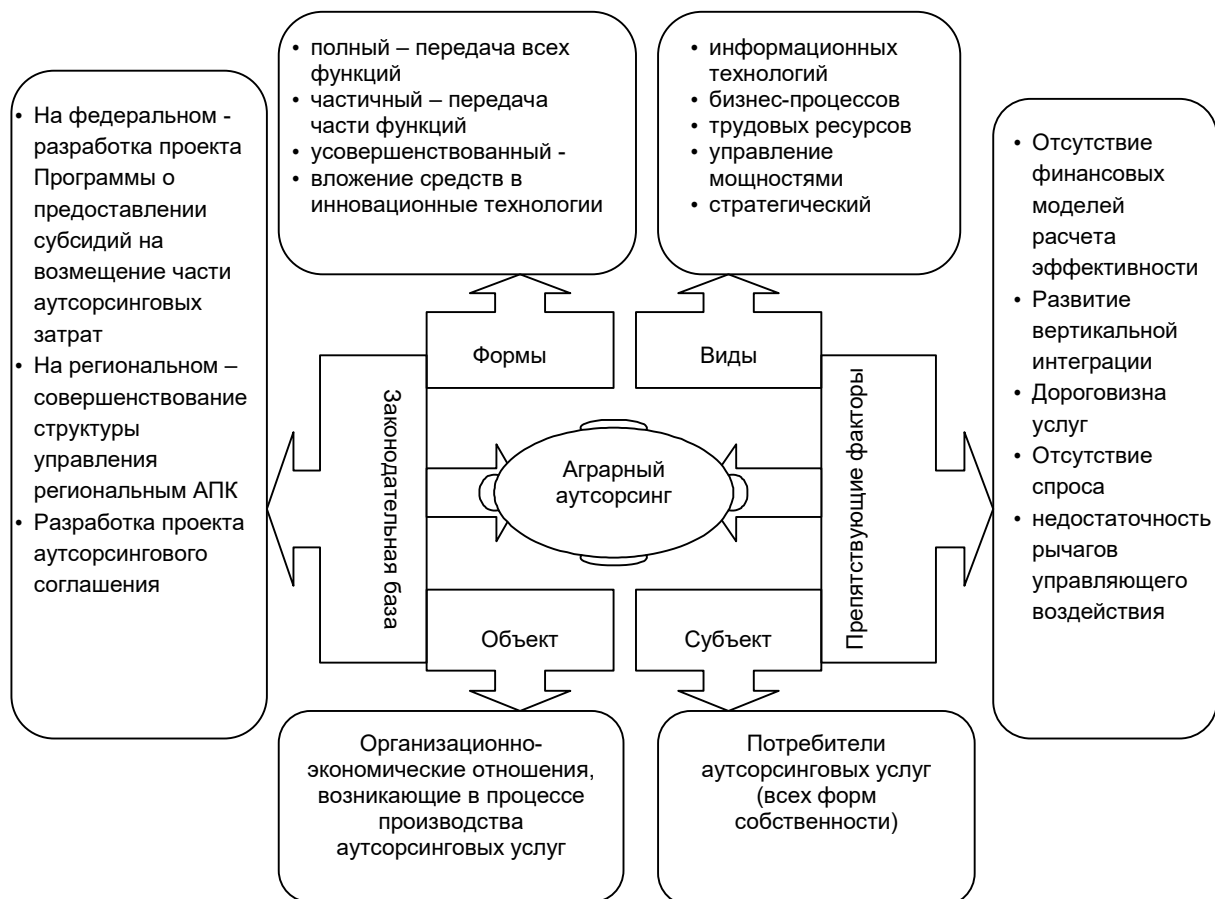 • полный – передача всех
функций
• частичный – передача
части функций
• усовершенствованный -
• вложение средств в
инновационные технологии
• информационных
технологий
• бизнес-процессов
• трудовых ресурсов
• управление
мощностями
• стратегический
• На федеральном -
разработка проекта
Программы о
предоставлении
субсидий на
возмещение части
аутсорсинговых
затрат
• На региональном –
совершенствование
структуры
управления
региональным АПК
• Разработка проекта
аутсорсингового
соглашения
Формы
Виды
Законодательная база
Аграрный
аутсорсинг
Препятствующие факторы
Объект
Субъект
• Отсутствие
финансовых
моделей
расчета
эффективности
• Развитие
вертикальной
интеграции
• Дороговизна
услуг
• Отсутствие
спроса
• недостаточность
рычагов
управляющего
воздействия
Организационно-
экономические отношения,
возникающие в процессе
производства
аутсорсинговых услуг
Потребители
аутсорсинговых услуг
(всех форм
собственности)